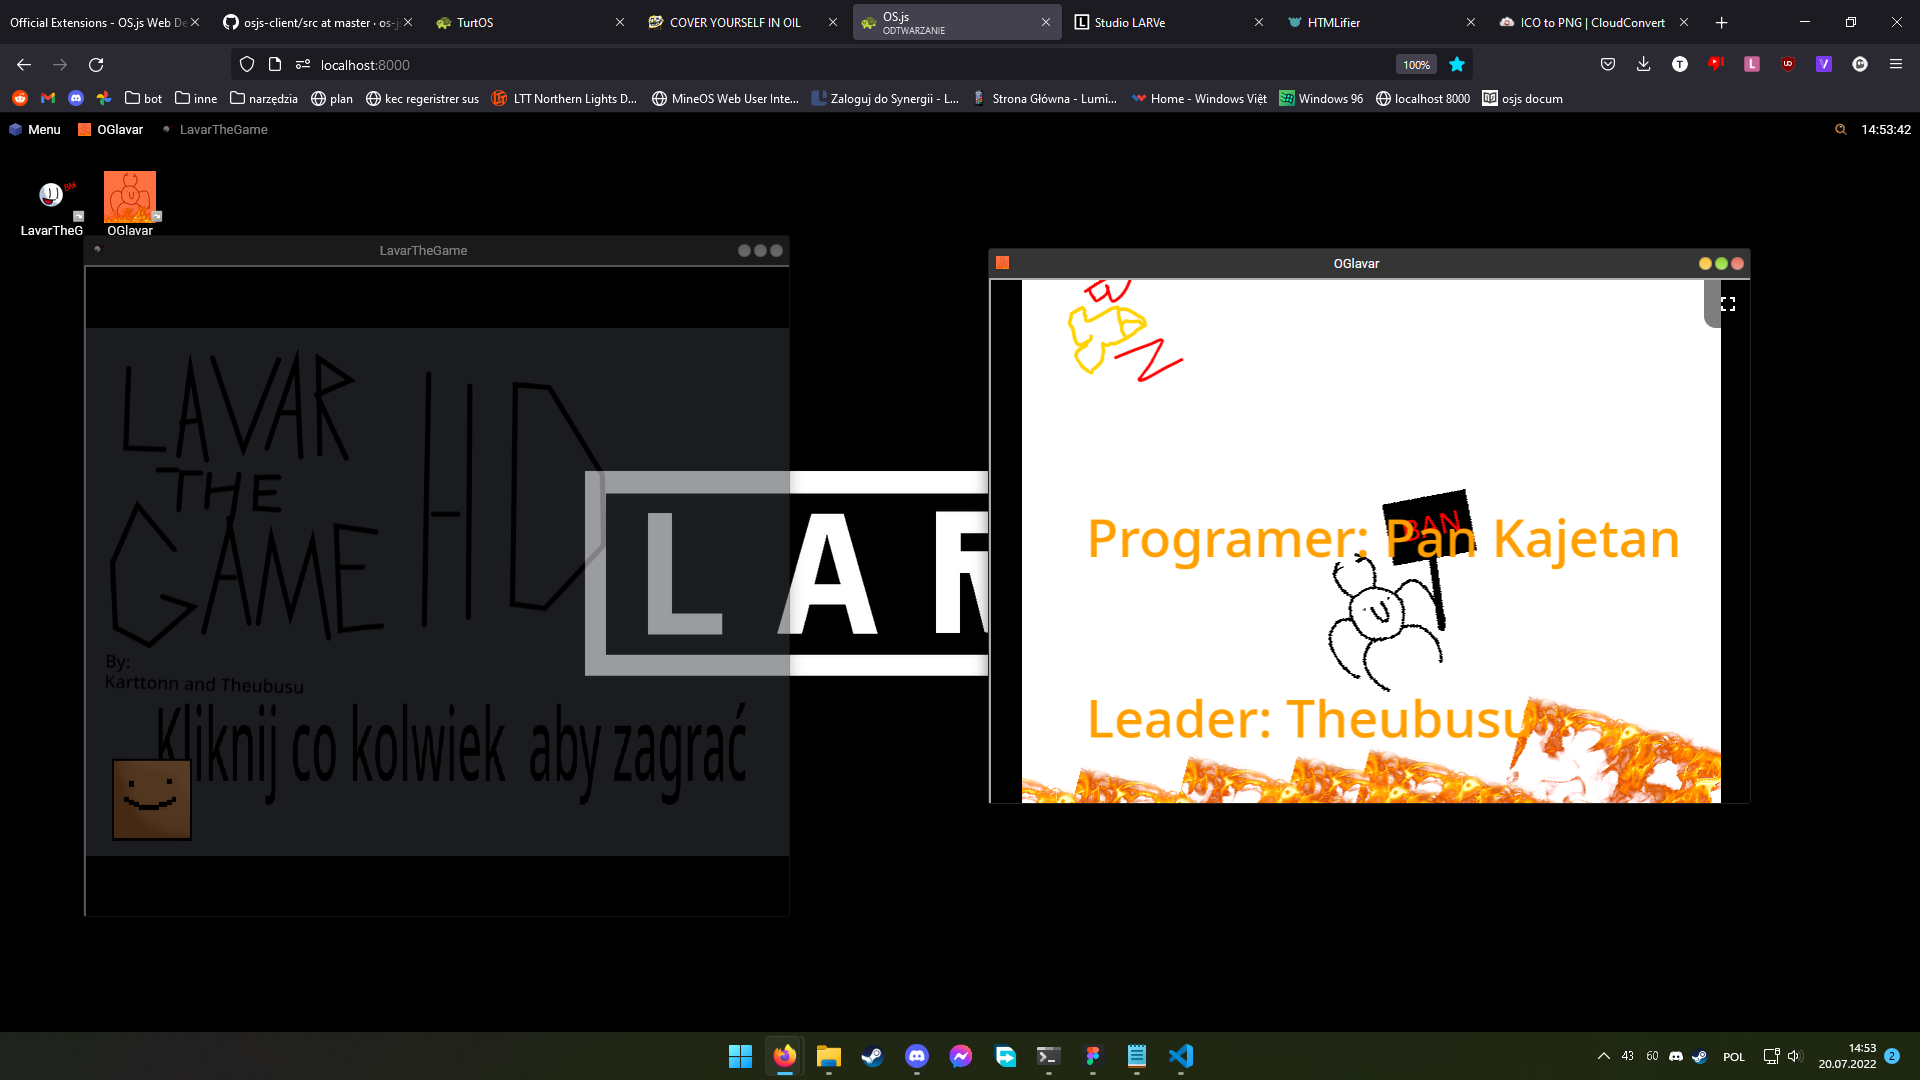 Official Extensions - OS.js Web De
osjs-client/src at master · os-js
TurtOS
COVER YOURSELF IN OIL
OS.js
ODTWARZANIE
Studio LARVe
HTMLifier
ICO to PNG | CloudConvert
localhost:8000
100%
bot
inne
narzędzia
plan
kec regeristrer sus
LTT Northern Lights D...
MineOS Web User Inte...
Zaloguj do Synergii - L...
Strona Główna - Lumi...
Home - Windows Việt
Windows 96
localhost 8000
osjs docum
Menu
OGlavar
LavarTheGame
14:53:42
LavarTheG
OGlavar
LavarTheGame
OGlavar
LAVAR
THE
GAME HD
By:
Karttonn and Theubusu
Kliknij co kolwiek aby zagrać
LAR
BAN
Programer: Pan Kajetan
Leader: Theubusu
43
60
POL
14:53
20.07.2022
2